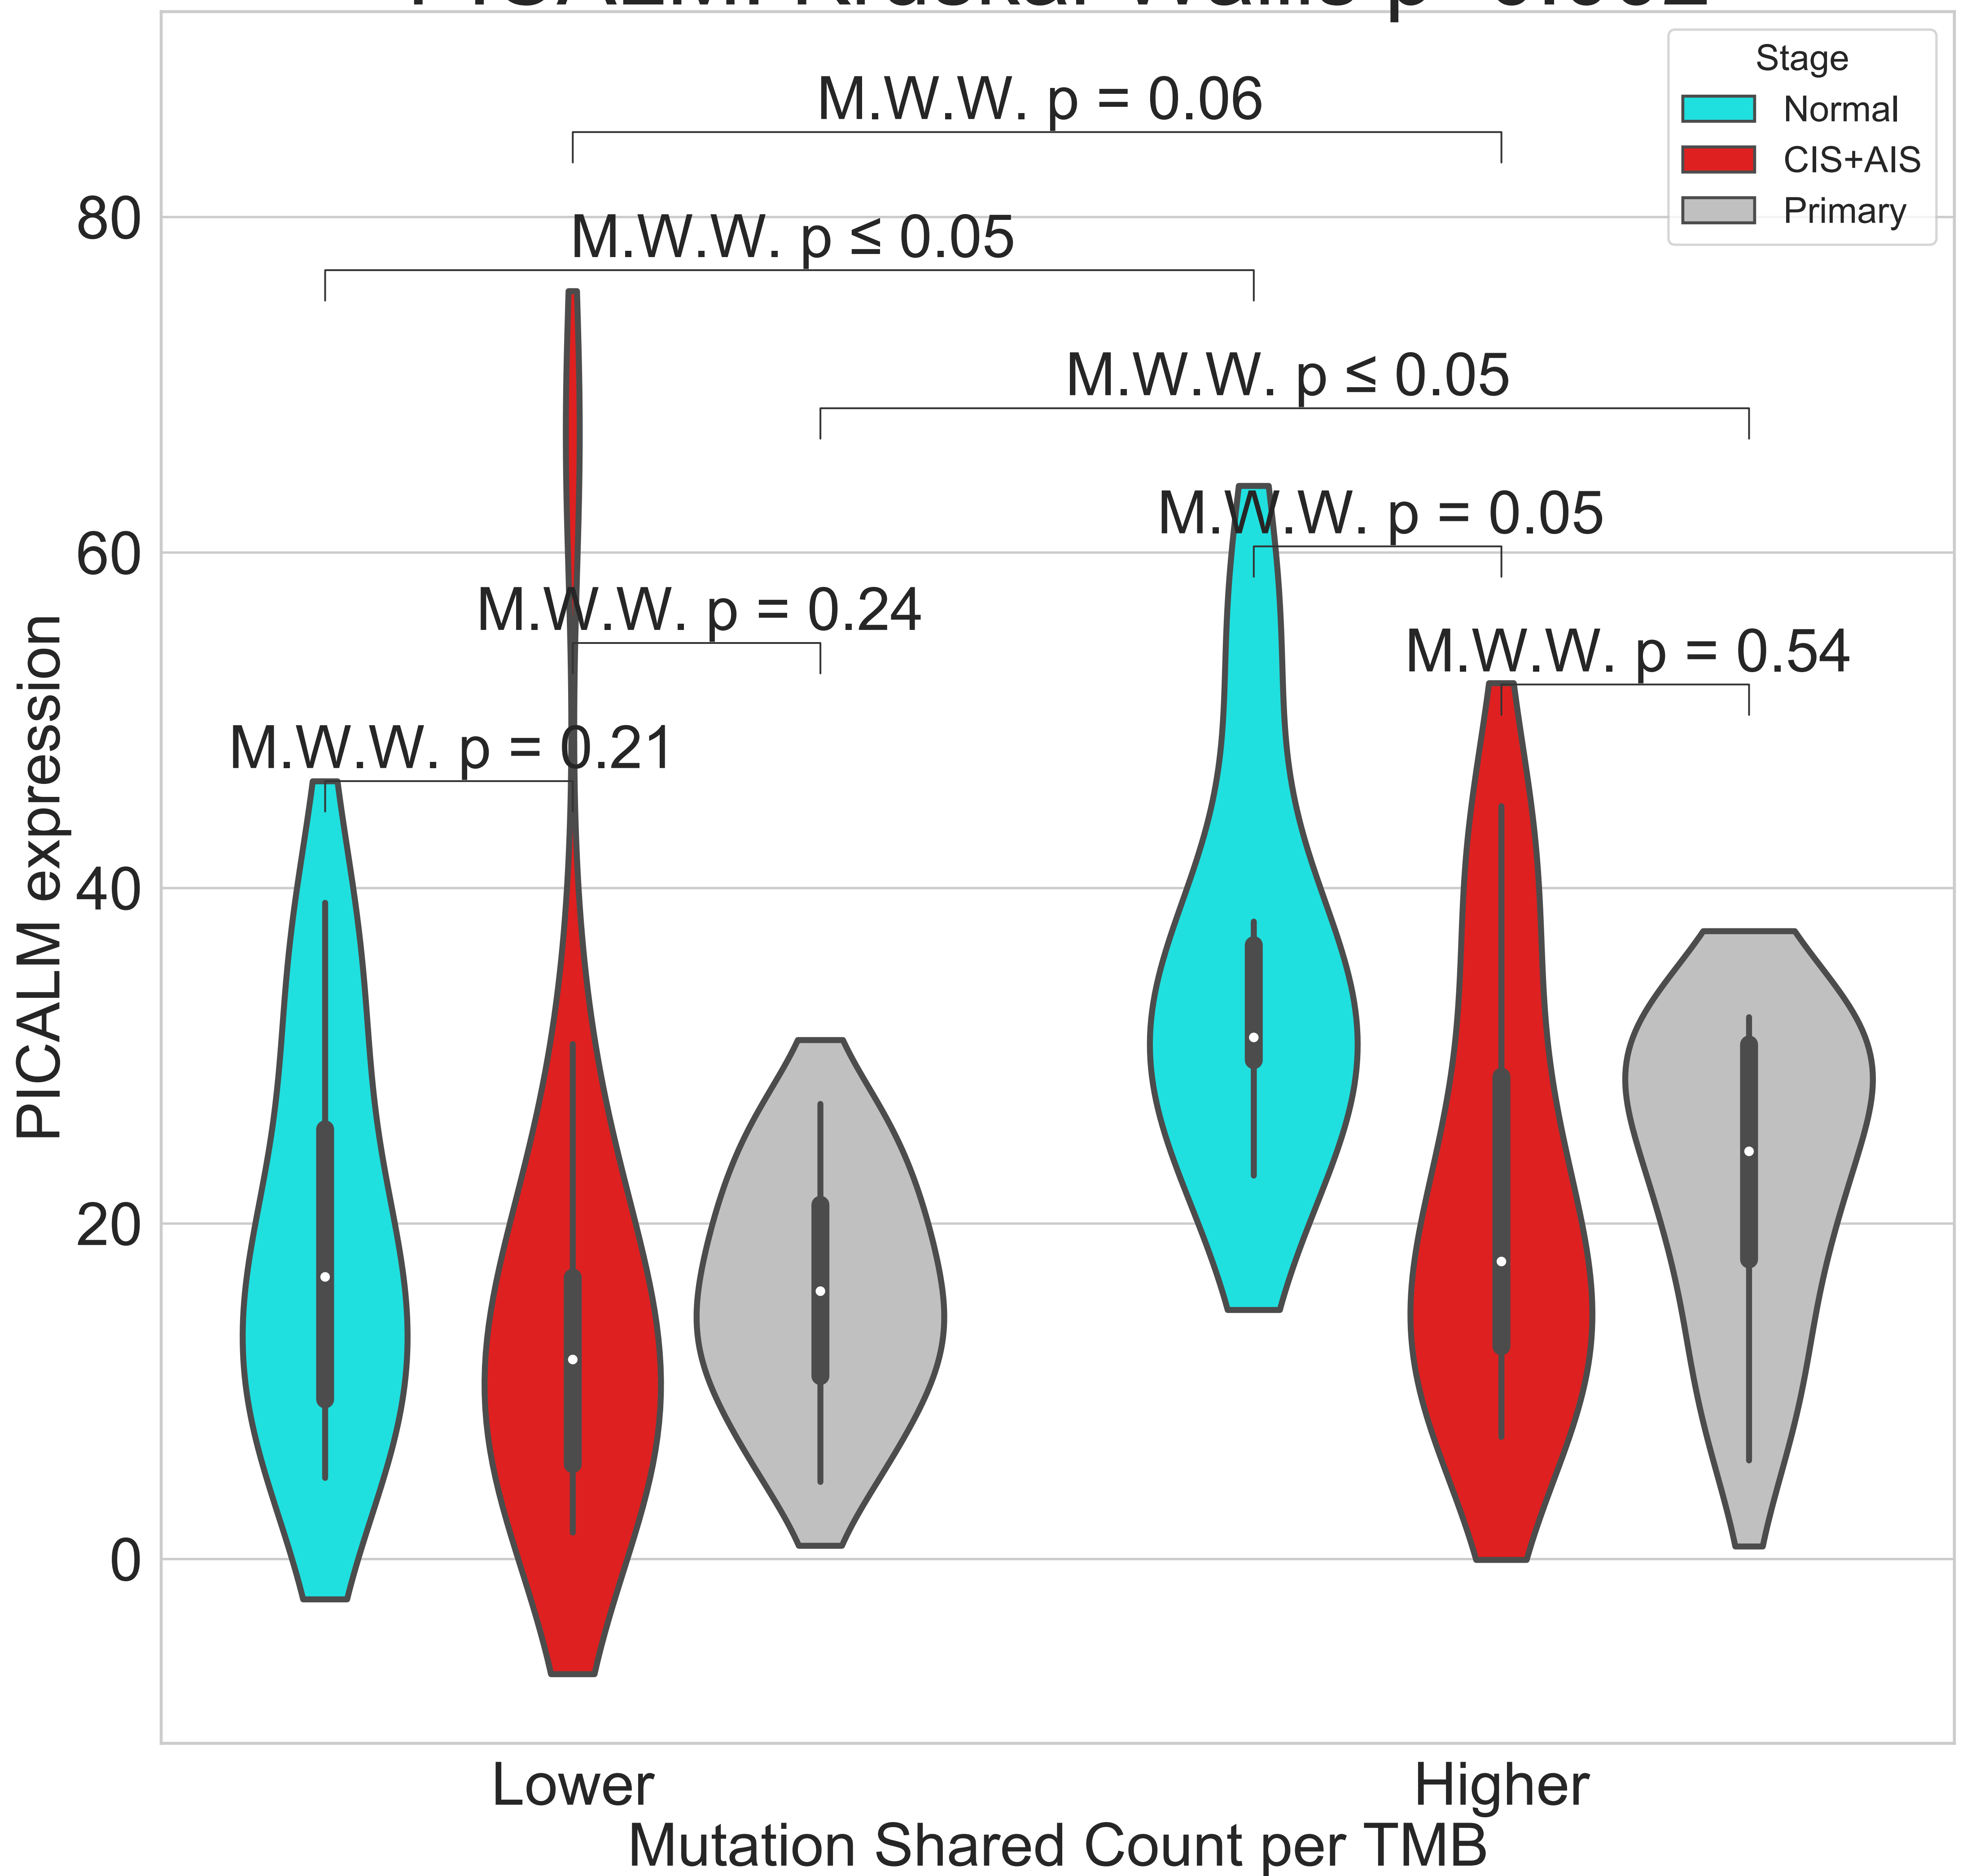 Stage
Normal
CIS+AIS
Primary
M.W.W. p = 0.06
M.W.W. p ≤ 0.05
M.W.W. p ≤ 0.05
M.W.W. p = 0.05
M.W.W. p = 0.24
M.W.W. p = 0.54
M.W.W. p = 0.21
80
60
40
20
0
PICALM expression
Lower
Higher
Mutation Shared Count per TMB